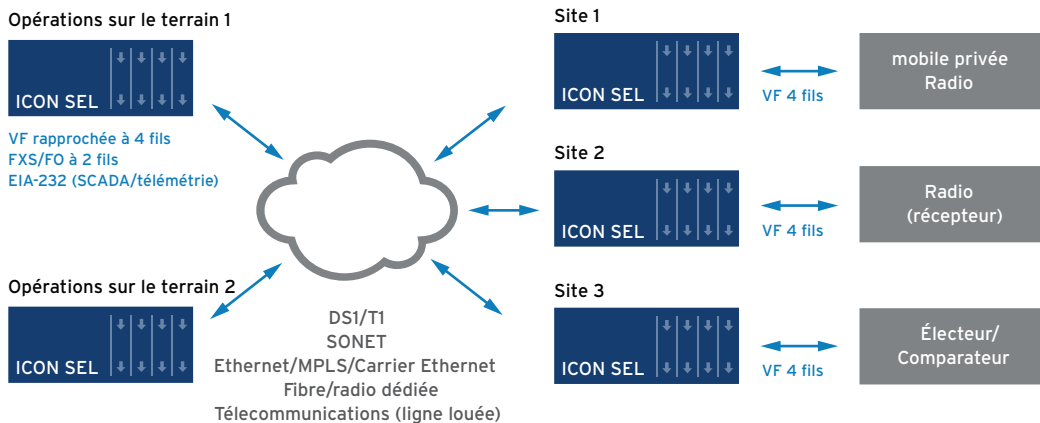 Opérations sur le terrain 1
ICON SEL
VF rapprochée à 4 fils
FXS/FO à 2 fils
EIA-232 (SCADA/télémétrie)
Opérations sur le terrain 2
ICON SEL
DS1/T1
SONET
Ethernet/MPLS/Carrier Ethernet
Fibre/radio dédiée
Télecommunications (ligne louée)
Site 1
ICON SEL
VF 4 fils
mobile privée
Radio
Site 2
ICON SEL
VF 4 fils
Radio
(récepteur)
Site 3
ICON SEL
VF 4 fils
Électeur/
Comparateur